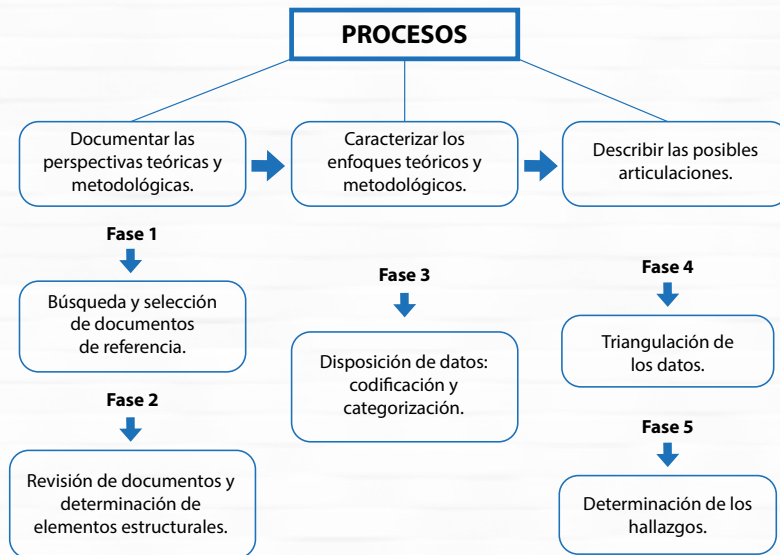 PROCESOS
Documentar las
perspectivas teóricas y
metodológicas.
Caracterizar los
enfoques teóricos y
metodológicos.
Describir las posibles
articulaciones.
Fase 1
Búsqueda y selección
de documentos
de referencia.
Fase 2
Revisión de documentos y
determinación de
elementos estructurales.
Fase 3
Disposición de datos:
codificación y
categorización.
Fase 4
Triangulación de
los datos.
Fase 5
Determinación de los
hallazgos.